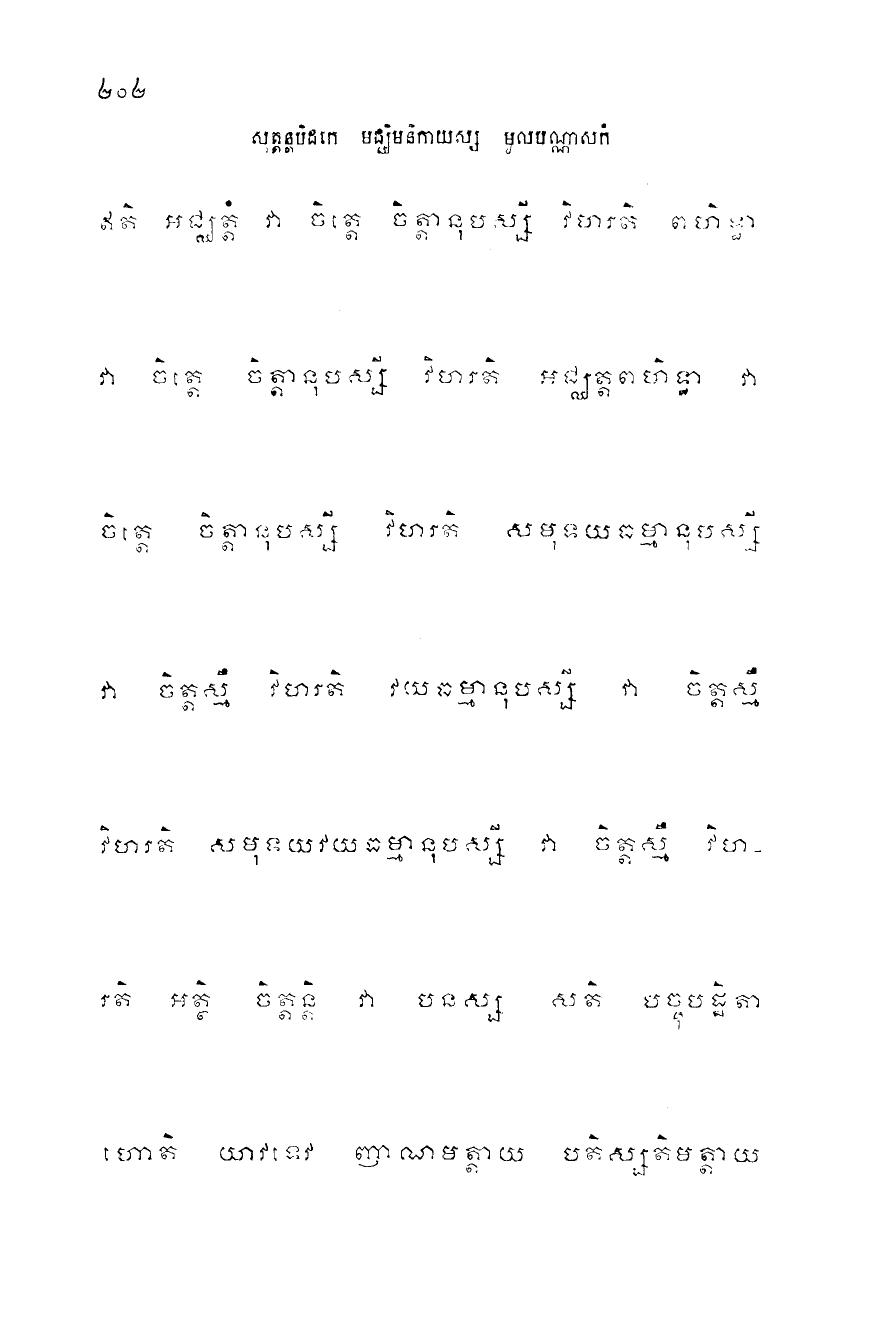 ២០២
សុត្តន្តបិដកេ មជ្ឈិមនិកាយស្ស មូលបណ្ណាសកំ
ឥតិ អជ្ឈត្តំ វា ចិត្តេ ចិត្តានុបស្សី វិហរតិ ពហិទ្ធា
វា ចិត្តេ ចិត្តានុបស្សី វិហរតិ អជ្ឈត្តពហិទ្ធា វា
ចិត្តេ ចិត្តានុបស្សី វិហរតិ សមុទយធម្មានុបស្សី
វា ចិត្តស្មឹ វិហរតិ វយធម្មានុបស្សី វា ចិត្តស្មឹ
វិហរតិ សមុទយវយធម្មានុបស្សី វា ចិត្តស្មឹ វិហ-
រតិ អត្ថិ ចិត្តន្តិ វា បនស្ស សតិ បច្ចុបដ្ឋិតា
ហោតិ យាវទេវ ញាណមត្តាយ បតិស្សតិមត្តាយ